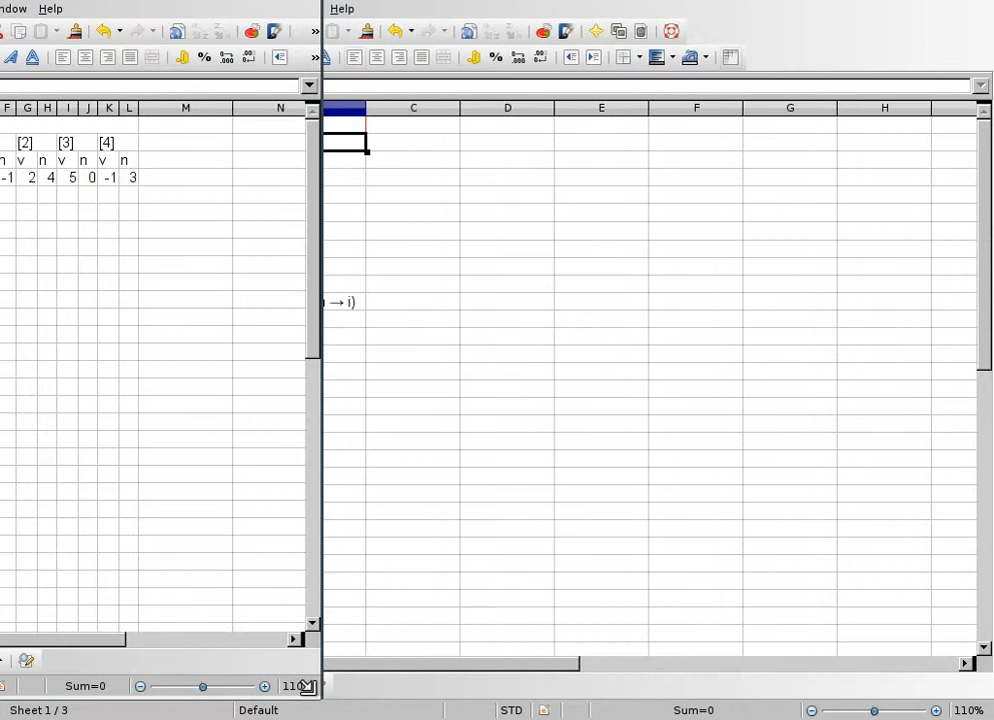 ndow Help
Help
F G H I J K L M N
C D E F G H
[2] [3] [4]
n v n v n v n
-1 2 4 5 0 -1 3
→ i)
Sum=0 110
Sheet 1 / 3 Default STD Sum=0 110%